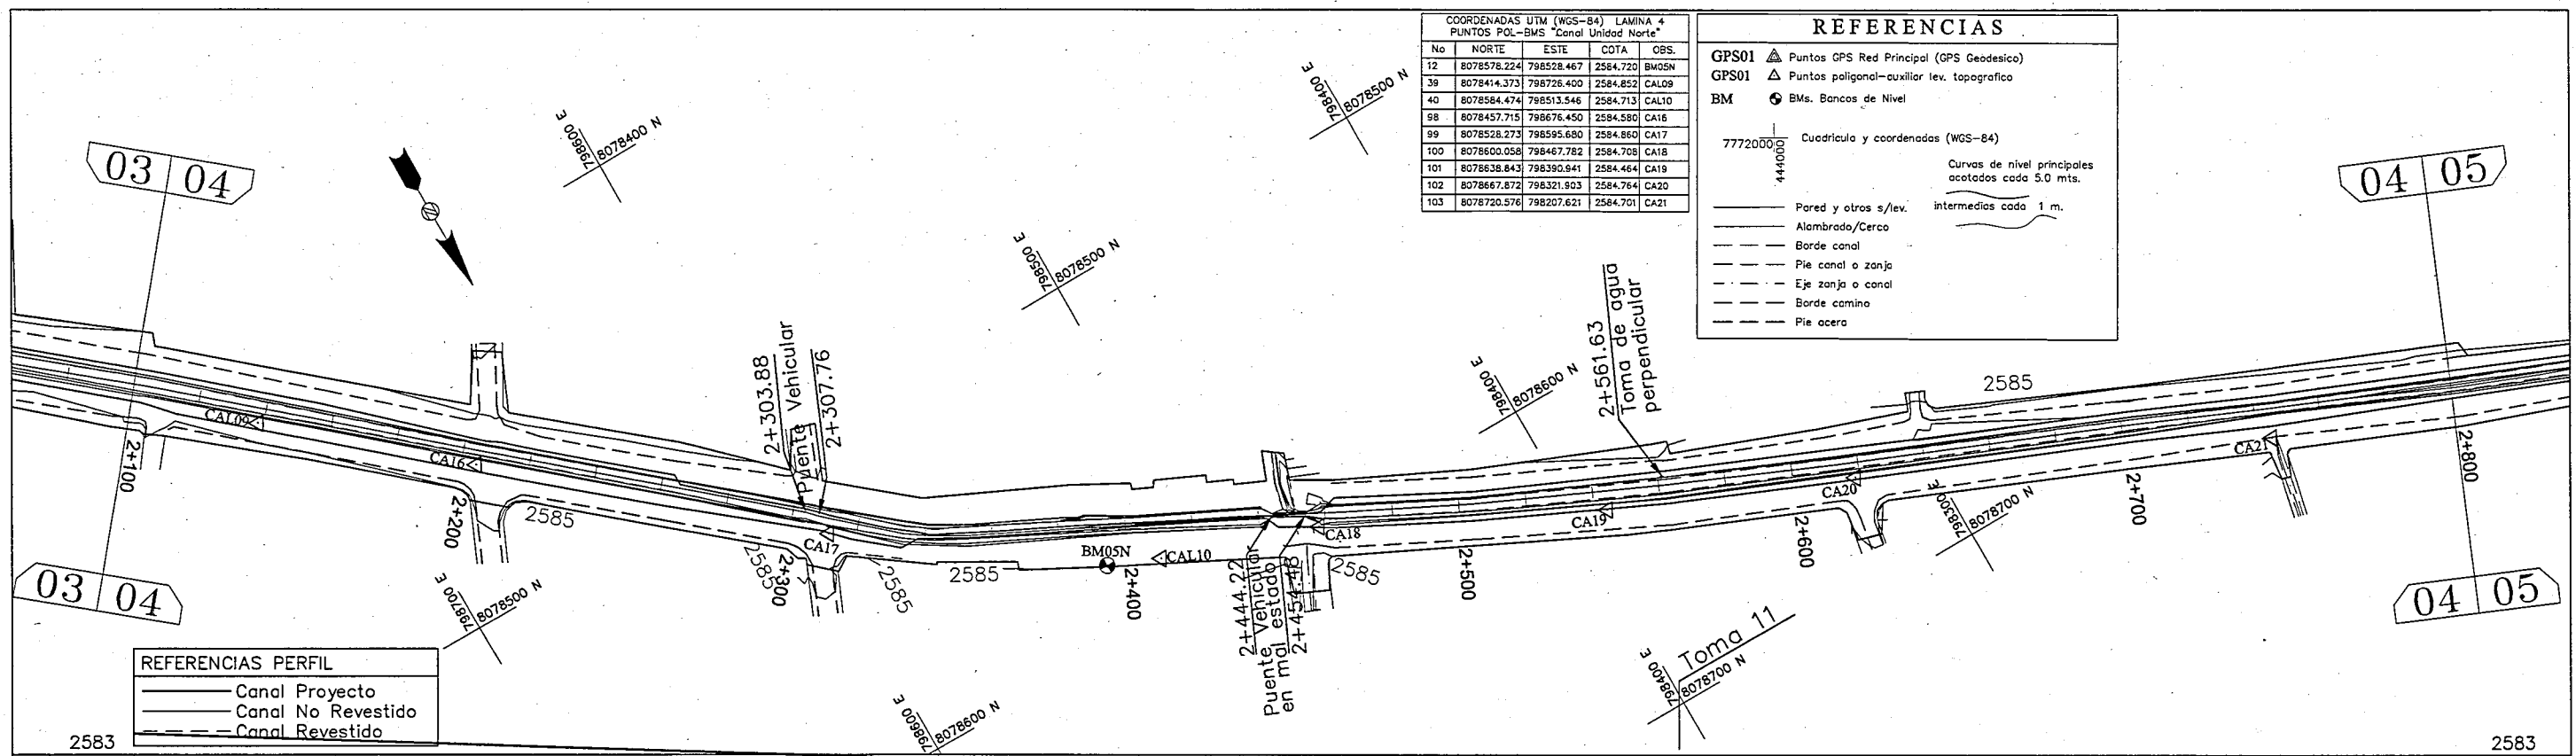 COORDENADAS UTM (WGS-84) LAMINA 4
PUNTOS POL-BMS "Canal Unidad Norte"
No NORTE ESTE COTA OBS.
12 8078578.224 798528.467 2584.720 BM05N
39 8078414.373 798726.400 2584.852 CAL09
40 8078584.474 798513.546 2584.713 CAL10
98 8078457.715 798676.450 2584.580 CA16
99 8078528.273 798595.680 2584.860 CA17
100 8078600.058 798467.782 2584.708 CA18
101 8078638.843 798390.941 2584.464 CA19
102 8078667.872 798321.903 2584.764 CA20
103 8078720.576 798207.621 2584.701 CA21
REFERENCIAS
GPS01 Puntos GPS Red Principal (GPS Geodesico)
GPS01 Puntos poligonal-auxiliar lev. topografico
BM BMs. Bancos de Nivel
7772000
444000
Cuadricula y coordenadas (WGS-84)
Curvas de nivel principales
acotados cada 5.0 mts.
intermedias cada 1 m.
Pared y otros s/lev.
Alambrado/Cerco
Borde canal
Pie canal o zanja
Eje zanja o canal
Borde camino
Pie acera
03 04
04 05
798600 E
8078400 N
798400 E
8078500 N
798500 E
8078500 N
798400 E
8078600 N
2+303.88
Puente Vehicular
2+307.76
2+561.63
Toma de agua
perpendicular
2585
CAL09
CA16
CA17
BM05N
CAL10
CA18
CA19
CA20
CA21
2+100
2+200
2+300
2+400
2+500
2+600
2+700
2+800
2585
2585
2585
2585
2585
2+444.22
Puente Vehicular
en mal estado
2+454.48
798700 E
8078500 N
798600 E
8078600 N
798400 E
8078700 N
798300 E
8078700 N
Toma 11
03 04
04 05
REFERENCIAS PERFIL
Canal Proyecto
Canal No Revestido
Canal Revestido
2583
2583